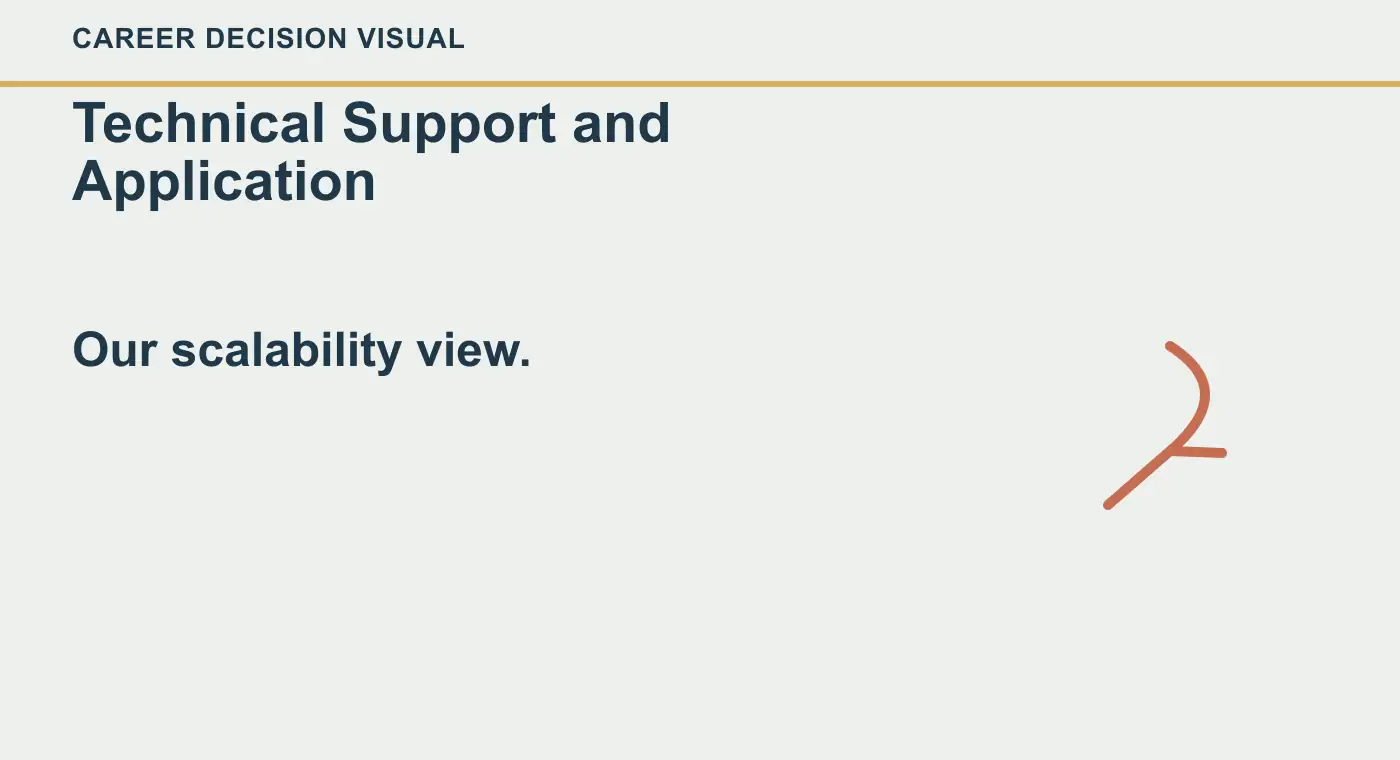 CAREER DECISION VISUAL
Technical Support and
Application
Our scalability view.